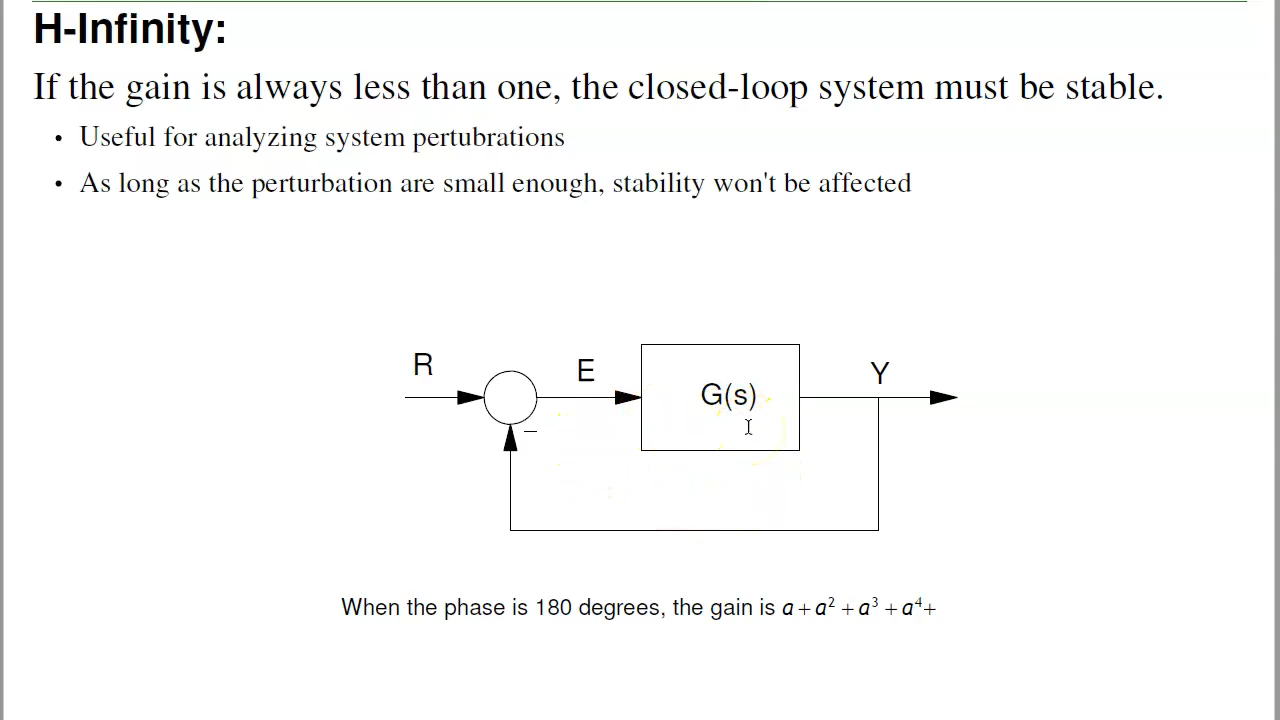 H-Infinity:
If the gain is always less than one, the closed-loop system must be stable.
• Useful for analyzing system pertubrations
• As long as the perturbation are small enough, stability won't be affected
R
E
G(s)
Y
–
When the phase is 180 degrees, the gain is a + a² + a³ + a⁴+